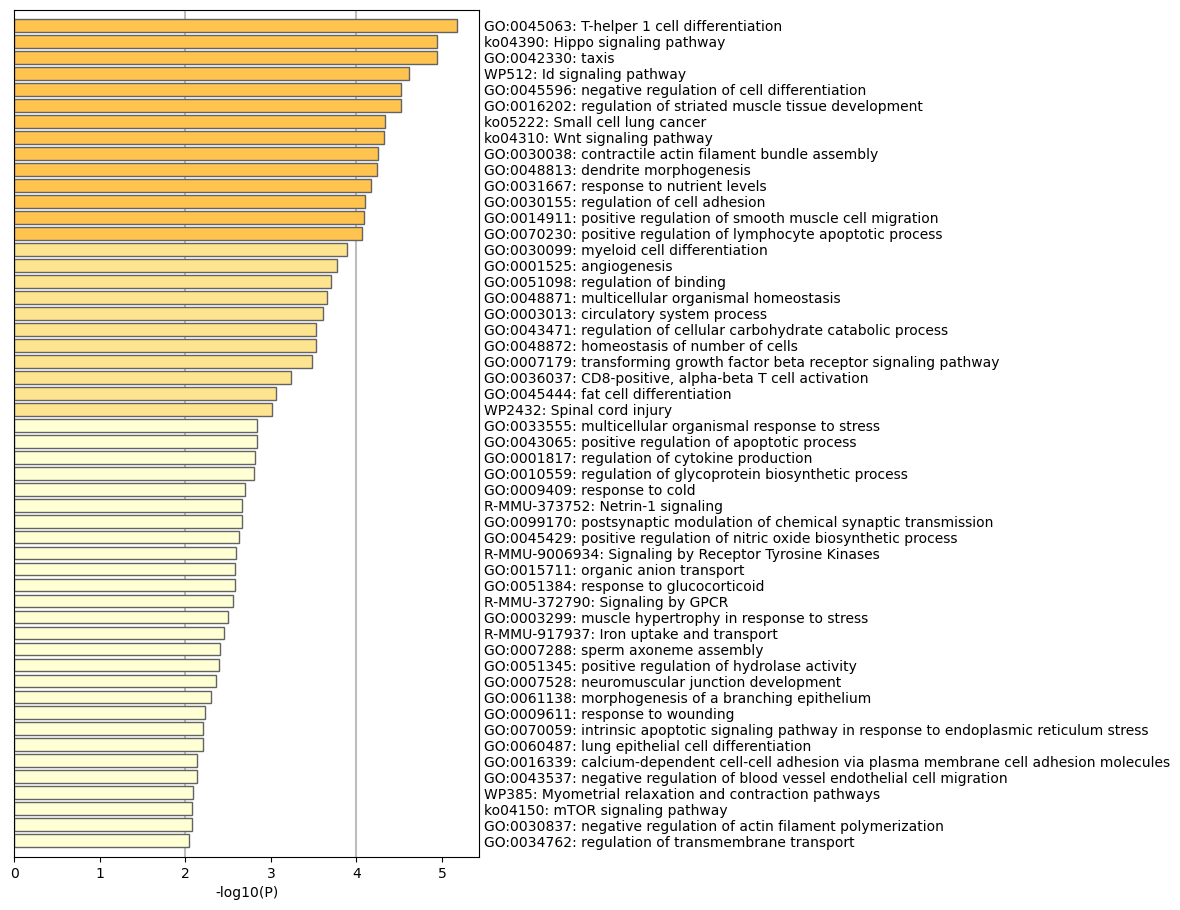 GO:0045063: T-helper 1 cell differentiation
ko04390: Hippo signaling pathway
GO:0042330: taxis
WP512: Id signaling pathway
GO:0045596: negative regulation of cell differentiation
GO:0016202: regulation of striated muscle tissue development
ko05222: Small cell lung cancer
ko04310: Wnt signaling pathway
GO:0030038: contractile actin filament bundle assembly
GO:0048813: dendrite morphogenesis
GO:0031667: response to nutrient levels
GO:0030155: regulation of cell adhesion
GO:0014911: positive regulation of smooth muscle cell migration
GO:0070230: positive regulation of lymphocyte apoptotic process
GO:0030099: myeloid cell differentiation
GO:0001525: angiogenesis
GO:0051098: regulation of binding
GO:0048871: multicellular organismal homeostasis
GO:0003013: circulatory system process
GO:0043471: regulation of cellular carbohydrate catabolic process
GO:0048872: homeostasis of number of cells
GO:0007179: transforming growth factor beta receptor signaling pathway
GO:0036037: CD8-positive, alpha-beta T cell activation
GO:0045444: fat cell differentiation
WP2432: Spinal cord injury
GO:0033555: multicellular organismal response to stress
GO:0043065: positive regulation of apoptotic process
GO:0001817: regulation of cytokine production
GO:0010559: regulation of glycoprotein biosynthetic process
GO:0009409: response to cold
R-MMU-373752: Netrin-1 signaling
GO:0099170: postsynaptic modulation of chemical synaptic transmission
GO:0045429: positive regulation of nitric oxide biosynthetic process
R-MMU-9006934: Signaling by Receptor Tyrosine Kinases
GO:0015711: organic anion transport
GO:0051384: response to glucocorticoid
R-MMU-372790: Signaling by GPCR
GO:0003299: muscle hypertrophy in response to stress
R-MMU-917937: Iron uptake and transport
GO:0007288: sperm axoneme assembly
GO:0051345: positive regulation of hydrolase activity
GO:0007528: neuromuscular junction development
GO:0061138: morphogenesis of a branching epithelium
GO:0009611: response to wounding
GO:0070059: intrinsic apoptotic signaling pathway in response to endoplasmic reticulum stress
GO:0060487: lung epithelial cell differentiation
GO:0016339: calcium-dependent cell-cell adhesion via plasma membrane cell adhesion molecules
GO:0043537: negative regulation of blood vessel endothelial cell migration
WP385: Myometrial relaxation and contraction pathways
ko04150: mTOR signaling pathway
GO:0030837: negative regulation of actin filament polymerization
GO:0034762: regulation of transmembrane transport
0 1 2 3 4 5
-log10(P)